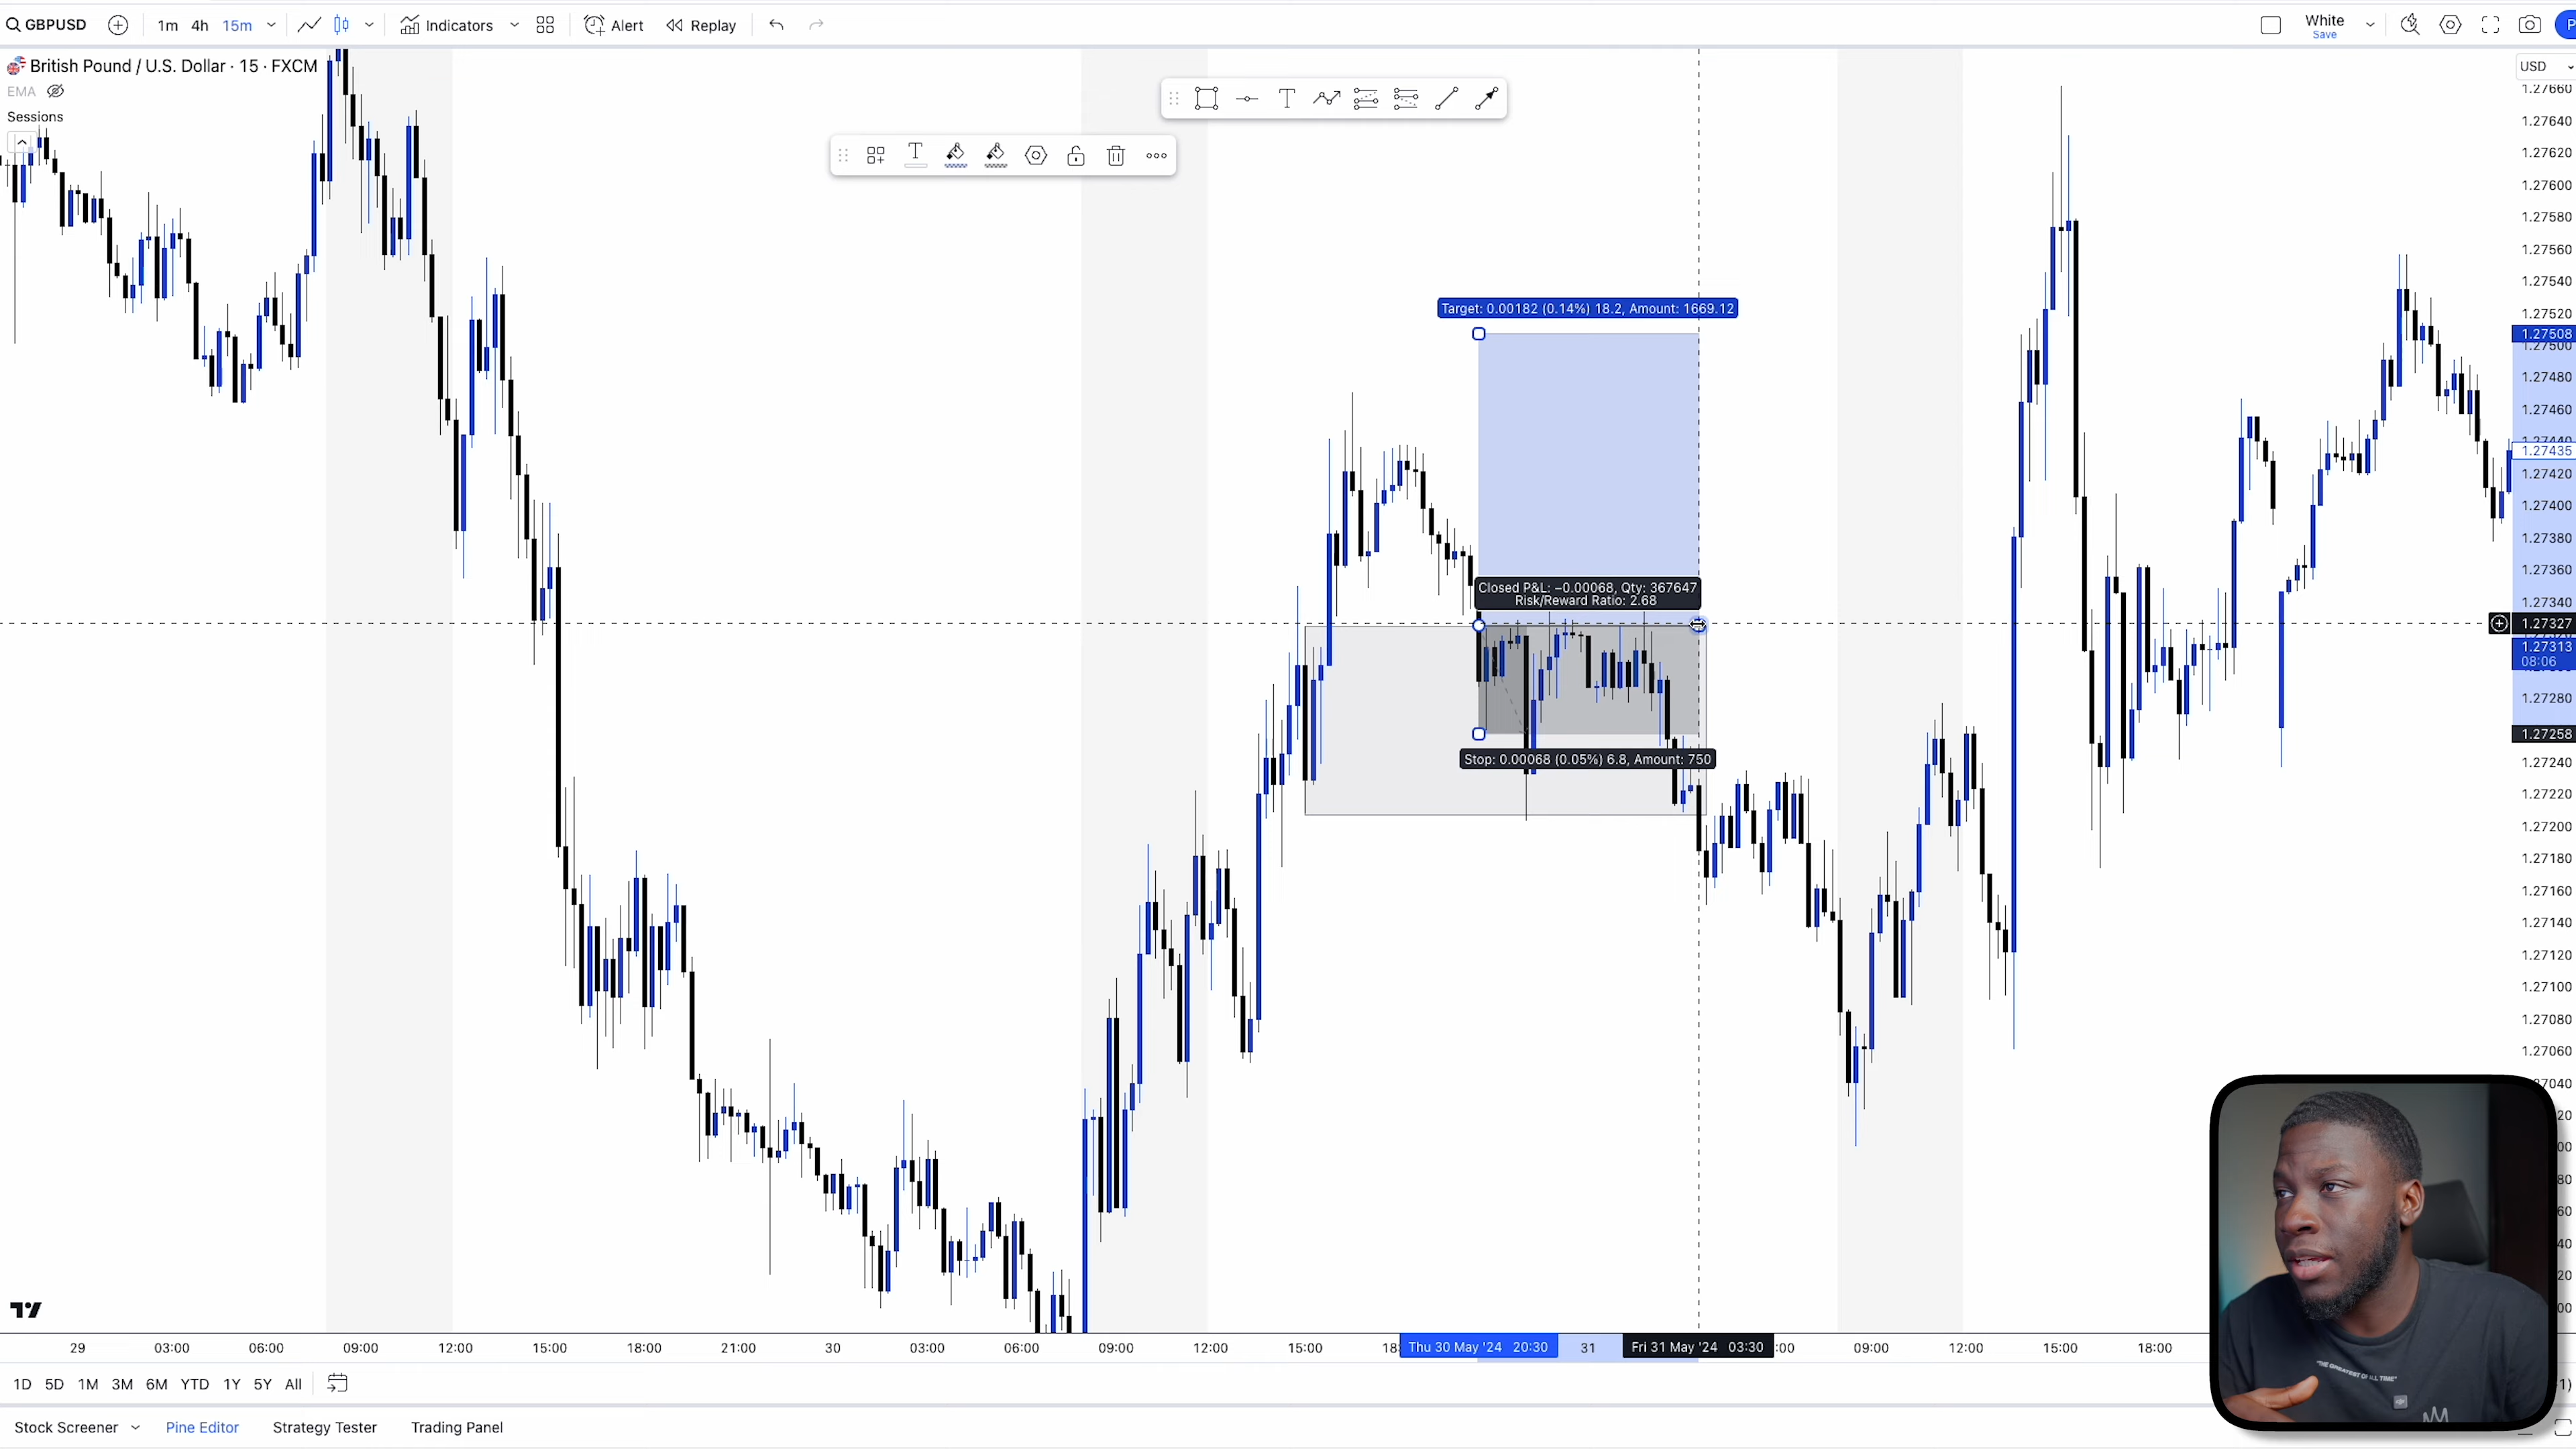 GBPUSD 1m 4h 15m Indicators Alert Replay White
Save
British Pound / U.S. Dollar · 15 · FXCM
EMA
Sessions
USD
1.27660
1.27640
1.27620
1.27600
1.27580
1.27560
1.27540
1.27520
1.27508
1.27500
1.27480
1.27460
1.27440
1.27435
1.27420
1.27400
1.27380
1.27360
1.27340
1.27327
1.27313
08:06
1.27280
1.27258
1.27240
1.27220
1.27200
1.27180
1.27160
1.27140
1.27120
1.27100
1.27080
1.27060
Target: 0.00182 (0.14%) 18.2, Amount: 1669.12
Closed P&L: −0.00068, Qty: 367647
Risk/Reward Ratio: 2.68
Stop: 0.00068 (0.05%) 6.8, Amount: 750
29 03:00 06:00 09:00 12:00 15:00 18:00 21:00 30 03:00 06:00 09:00 12:00 15:00 18: Thu 30 May '24 20:30 31 Fri 31 May '24 03:30 :00 09:00 12:00 15:00 18:00
1D 5D 1M 3M 6M YTD 1Y 5Y All
Stock Screener Pine Editor Strategy Tester Trading Panel